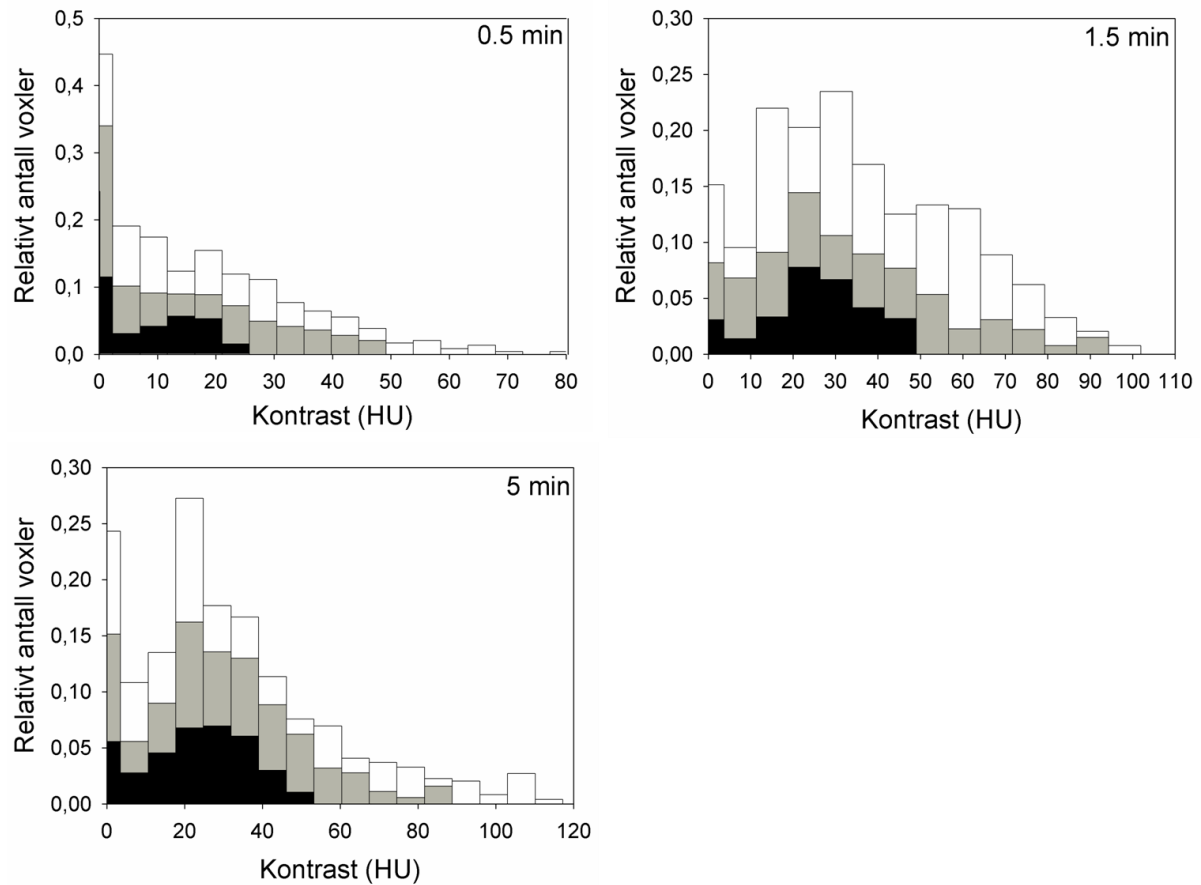 0.5 min
0,5
0,4
0,3
0,2
0,1
0,0
Relativt antall voxler
0 10 20 30 40 50 60 70 80
Kontrast (HU)
1.5 min
0,30
0,25
0,20
0,15
0,10
0,05
0,00
Relativt antall voxler
0 10 20 30 40 50 60 70 80 90 100 110
Kontrast (HU)
5 min
0,30
0,25
0,20
0,15
0,10
0,05
0,00
Relativt antall voxler
0 20 40 60 80 100 120
Kontrast (HU)